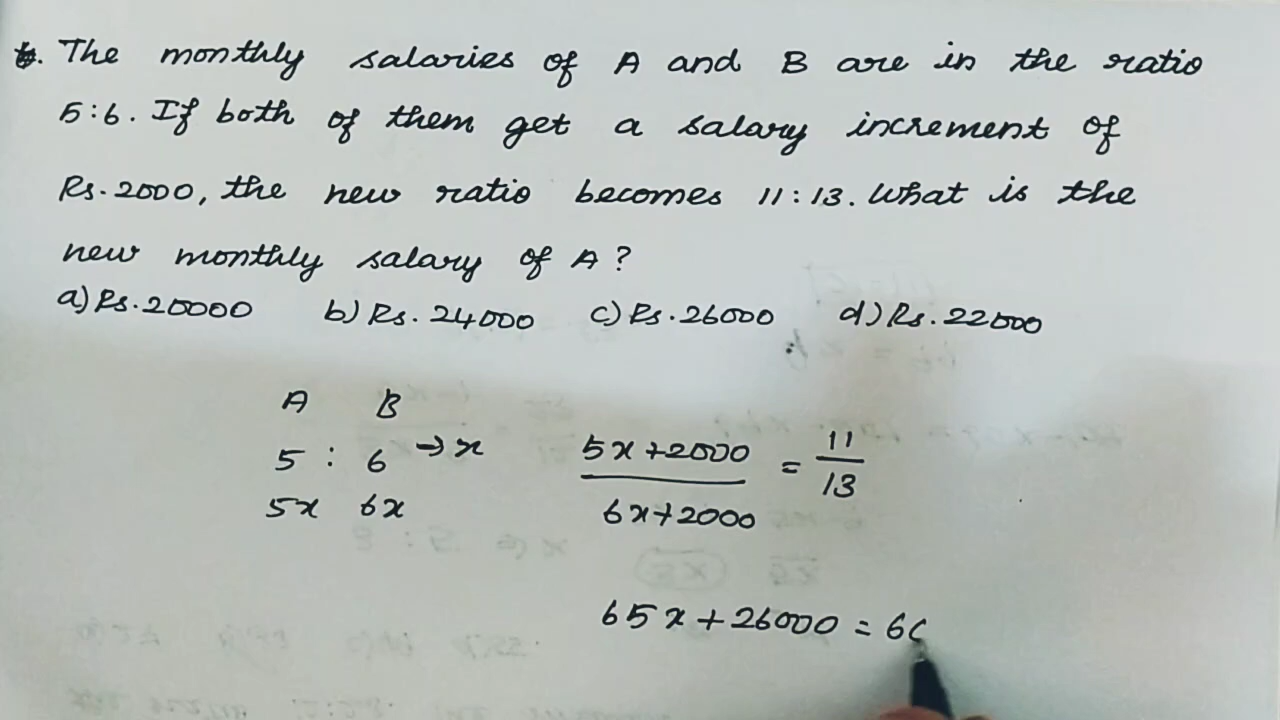 The monthly salaries of A and B are in the ratio
5:6. If both of them get a salary increment of
Rs. 2000, the new ratio becomes 11:13. What is the
new monthly salary of A?
a) Rs. 20000 b) Rs. 24000 c) Rs. 26000 d) Rs. 22000
A B
5 : 6 → x
5x 6x
5x+2000 = 11
6x+2000 13
65x+26000 = 66